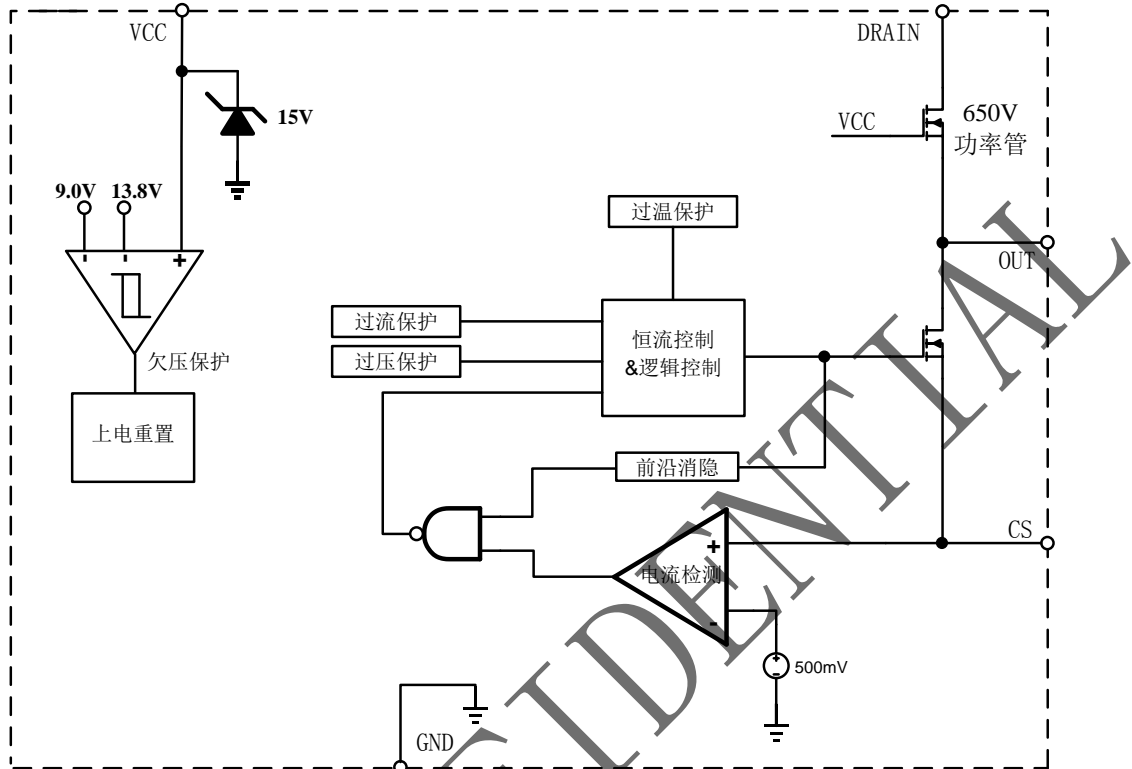 VCC
DRAIN
15V
VCC
650V
功率管
9.0V 13.8V
- - +
过温保护
OUT
过流保护
过压保护
恒流控制
&逻辑控制
欠压保护
上电重置
前沿消隐
CS
+
电流检测
-
+
-
500mV
GND
FIDENTIAL